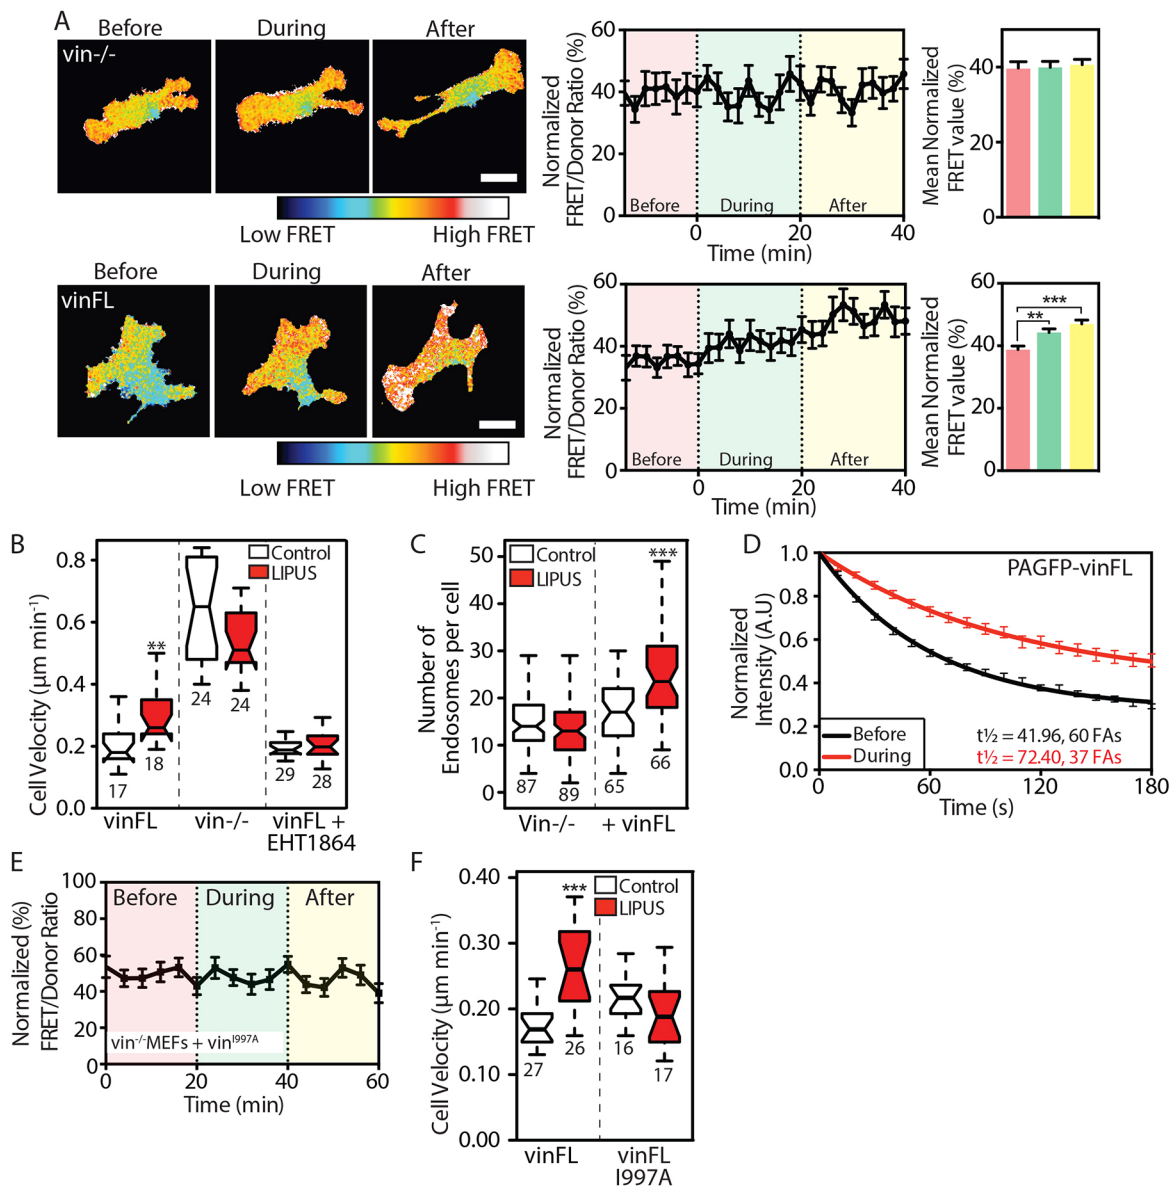 A
Before
During
After
vin-/-
Low FRET
High FRET
Normalized
FRET/Donor Ratio (%)
60
40
20
0
Before
During
After
0
20
40
Time (min)
Mean Normalized
FRET value (%)
60
40
20
0
Before
During
After
vinFL
Low FRET
High FRET
Normalized
FRET/Donor Ratio (%)
60
40
20
0
Before
During
After
0
20
40
Time (min)
Mean Normalized
FRET value (%)
60
40
20
0
***
**
B
Cell Velocity (µm min-1)
0.8
0.6
0.4
0.2
0.0
Control
LIPUS
**
17
18
24
24
29
28
vinFL
vin-/-
vinFL +
EHT1864
C
Number of
Endosomes per cell
50
40
30
20
10
0
Control
LIPUS
***
87
89
65
66
Vin-/-
+ vinFL
D
Normalized
Intensity (A.U)
1.0
0.8
0.6
0.4
0.2
0.0
PAGFP-vinFL
Before
During
t½ = 41.96, 60 FAs
t½ = 72.40, 37 FAs
0
60
120
180
Time (s)
E
Normalized (%)
FRET/Donor Ratio
100
80
60
40
20
0
Before
During
After
vin-/-MEFs + vinI997A
0
20
40
60
Time (min)
F
Cell Velocity (µm min-1)
0.40
0.30
0.20
0.10
0.00
***
Control
LIPUS
27
26
16
17
vinFL
vinFL
I997A